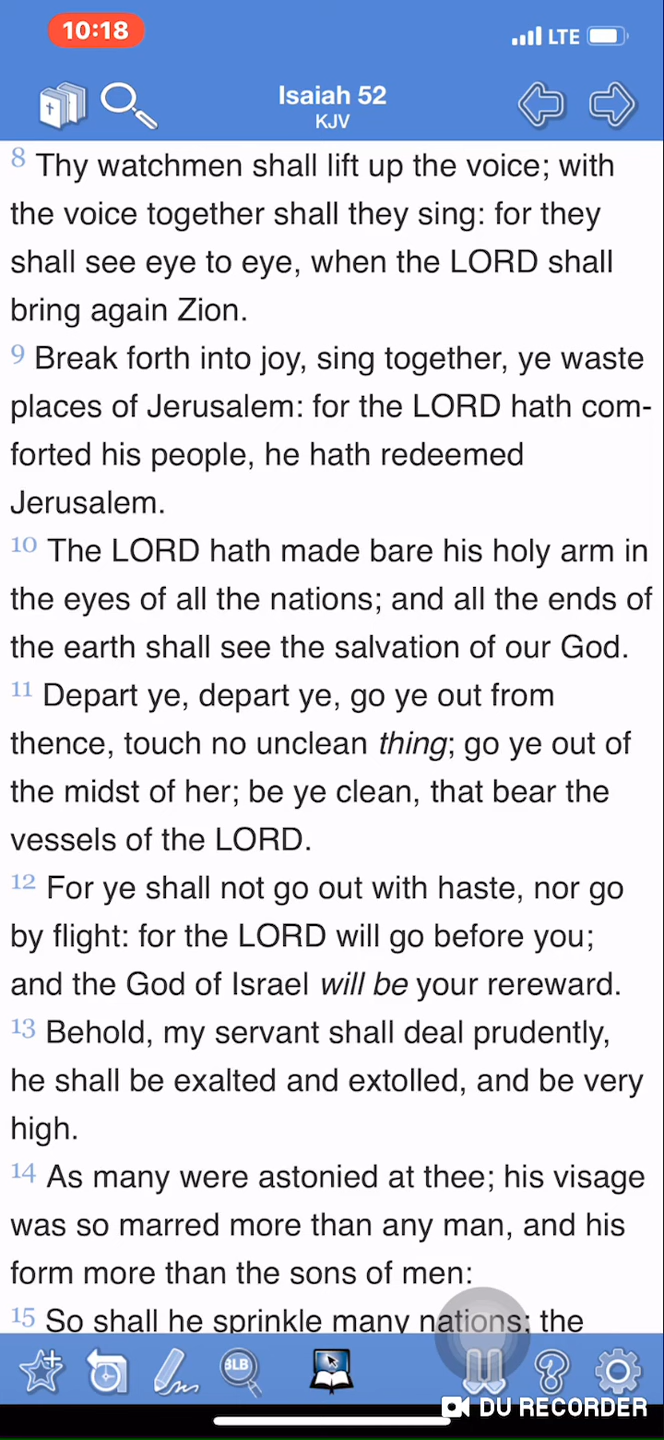 10:18
LTE
Isaiah 52
KJV
8 Thy watchmen shall lift up the voice; with
the voice together shall they sing: for they
shall see eye to eye, when the LORD shall
bring again Zion.
9 Break forth into joy, sing together, ye waste
places of Jerusalem: for the LORD hath com-
forted his people, he hath redeemed
Jerusalem.
10 The LORD hath made bare his holy arm in
the eyes of all the nations; and all the ends of
the earth shall see the salvation of our God.
11 Depart ye, depart ye, go ye out from
thence, touch no unclean thing; go ye out of
the midst of her; be ye clean, that bear the
vessels of the LORD.
12 For ye shall not go out with haste, nor go
by flight: for the LORD will go before you;
and the God of Israel will be your rereward.
13 Behold, my servant shall deal prudently,
he shall be exalted and extolled, and be very
high.
14 As many were astonied at thee; his visage
was so marred more than any man, and his
form more than the sons of men:
15 So shall he sprinkle many nations; the
BLB
DU RECORDER